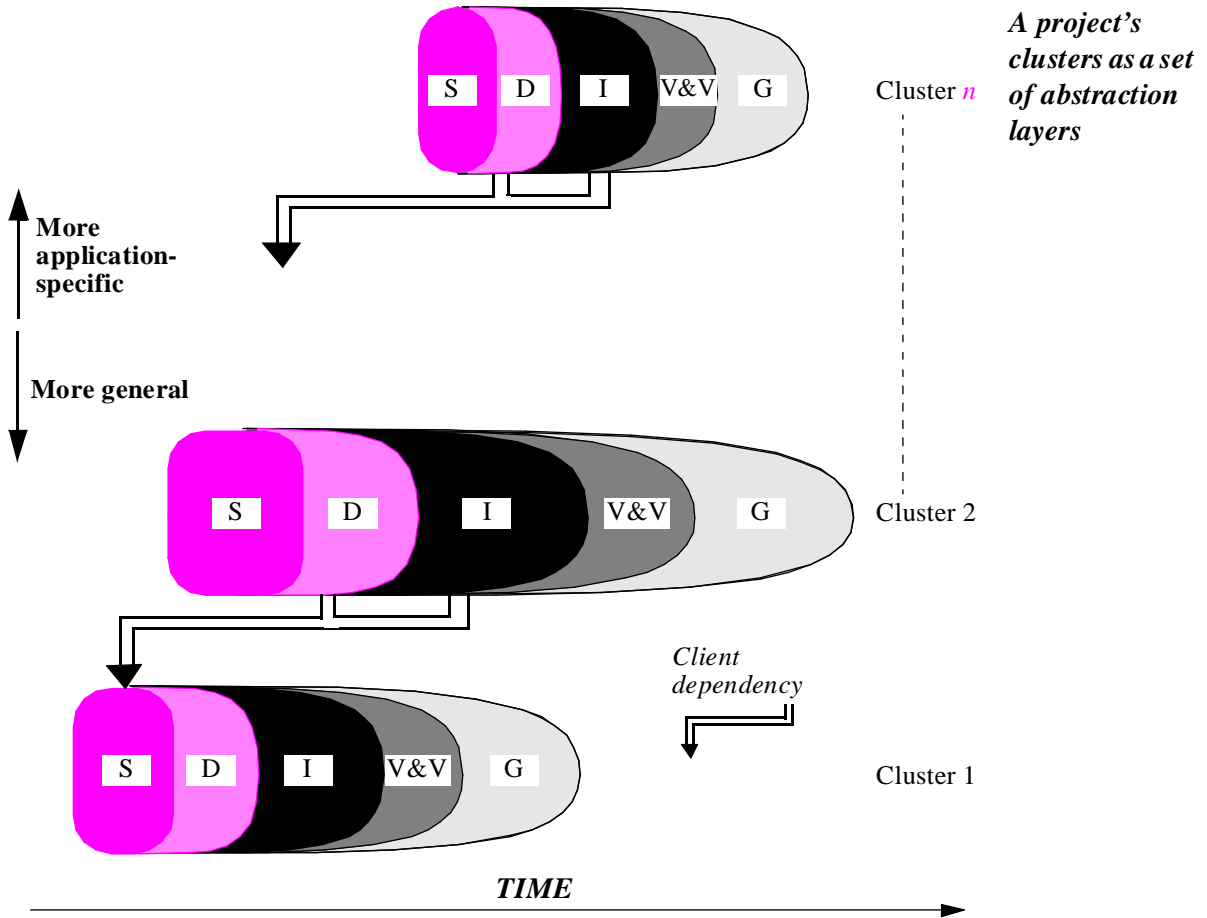 A project's
clusters as a set
of abstraction
layers
S D I V&V G
Cluster n
More
application-
specific
More general
S D I V&V G
Cluster 2
Client
dependency
S D I V&V G
Cluster 1
TIME